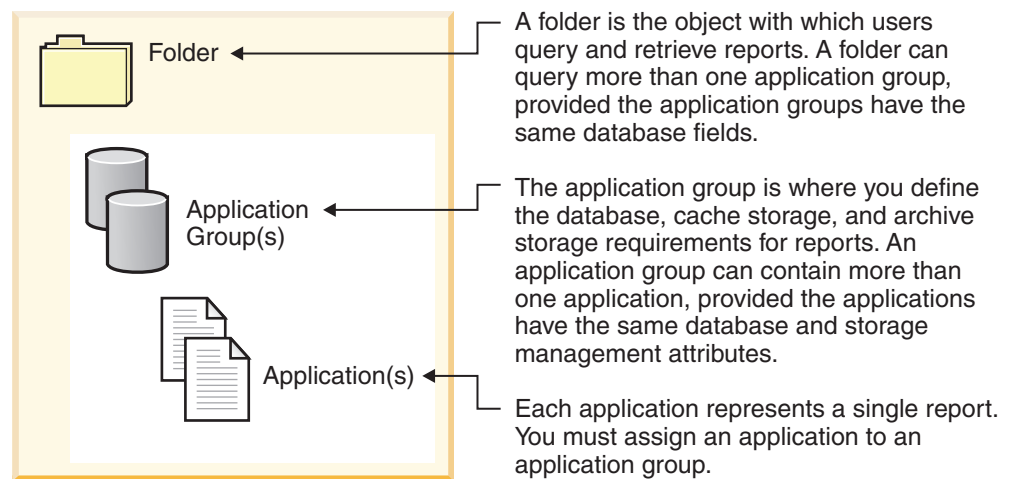 Folder
A folder is the object with which users
query and retrieve reports. A folder can
query more than one application group,
provided the application groups have the
same database fields.
Application
Group(s)
The application group is where you define
the database, cache storage, and archive
storage requirements for reports. An
application group can contain more than
one application, provided the applications
have the same database and storage
management attributes.
Application(s)
Each application represents a single report.
You must assign an application to an
application group.